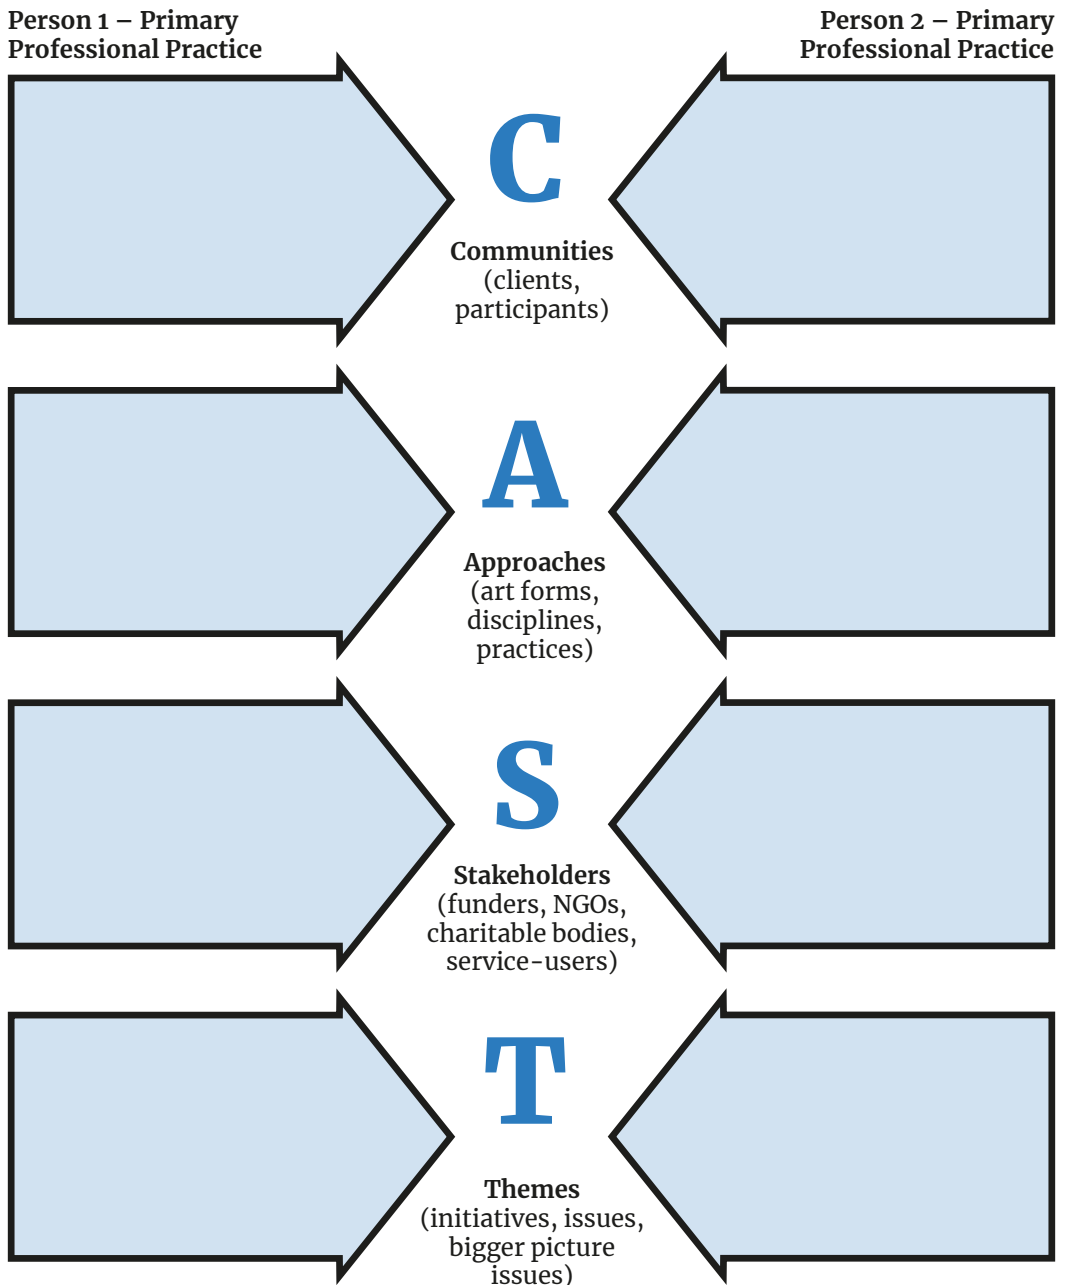 Person 1 – Primary
Professional Practice
Person 2 – Primary
Professional Practice
C
Communities
(clients,
participants)
A
Approaches
(art forms,
disciplines,
practices)
S
Stakeholders
(funders, NGOs,
charitable bodies,
service-users)
T
Themes
(initiatives, issues,
bigger picture
issues)